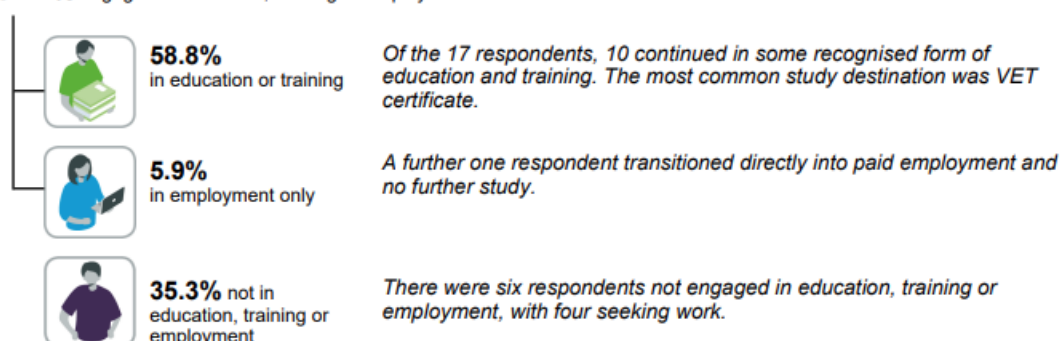 58.8%
in education or training
Of the 17 respondents, 10 continued in some recognised form of
education and training. The most common study destination was VET
certificate.
5.9%
in employment only
A further one respondent transitioned directly into paid employment and
no further study.
35.3% not in
education, training or
employment
There were six respondents not engaged in education, training or
employment, with four seeking work.